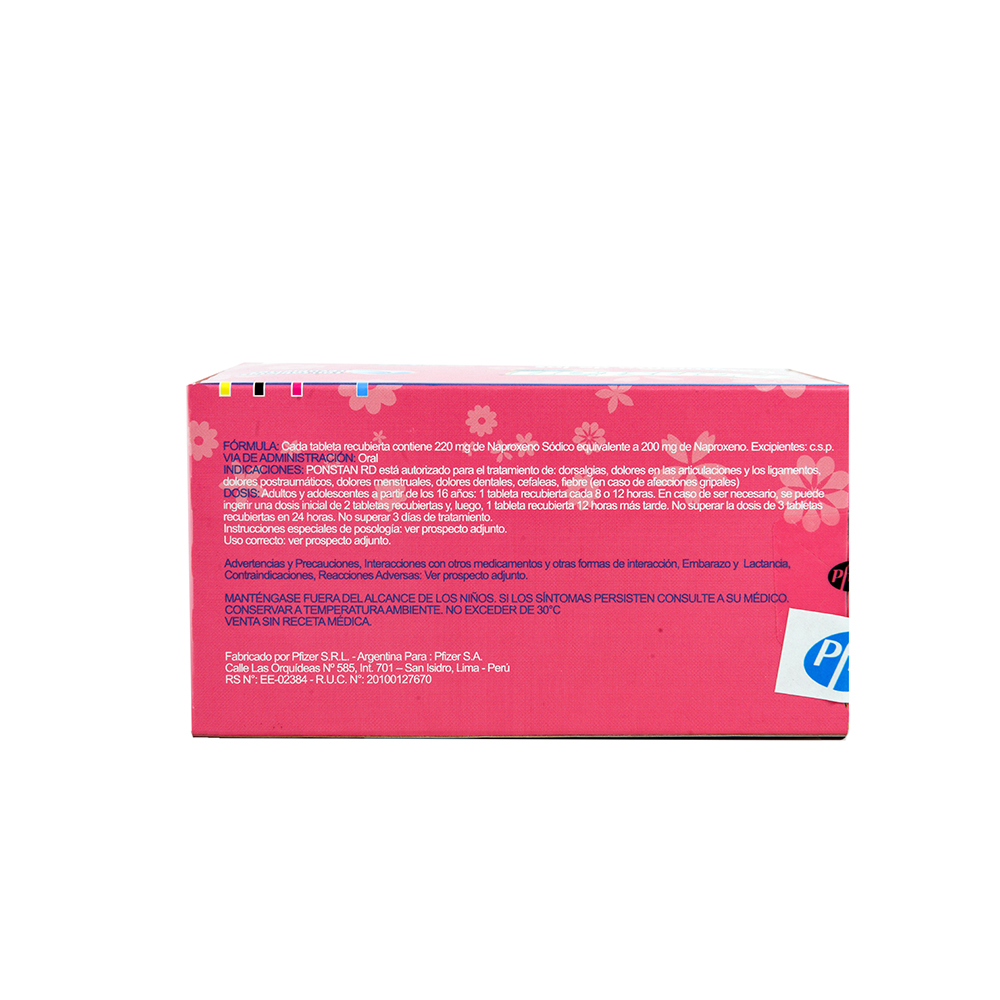 FÓRMULA: Cada tableta recubierta contiene 220 mg de Naproxeno Sódico equivalente a 200 mg de Naproxeno. Excipientes: c.s.p.
VIA DE ADMINISTRACIÓN: Oral
INDICACIONES: PONSTAN RD está autorizado para el tratamiento de: dorsalgias, dolores en las articulaciones y los ligamentos,
dolores postraumáticos, dolores menstruales, dolores dentales, cefaleas, fiebre (en caso de afecciones gripales)
DOSIS: Adultos y adolescentes a partir de los 16 años: 1 tableta recubierta cada 8 o 12 horas. En caso de ser necesario, se puede
ingerir una dosis inicial de 2 tabletas recubiertas y, luego, 1 tableta recubierta 12 horas más tarde. No superar la dosis de 3 tabletas
recubiertas en 24 horas. No superar 3 días de tratamiento.
Instrucciones especiales de posología: ver prospecto adjunto.
Uso correcto: ver prospecto adjunto.
Advertencias y Precauciones, Interacciones con otros medicamentos y otras formas de interacción, Embarazo y Lactancia,
Contraindicaciones, Reacciones Adversas: Ver prospecto adjunto.
MANTÉNGASE FUERA DEL ALCANCE DE LOS NIÑOS. SI LOS SÍNTOMAS PERSISTEN CONSULTE A SU MÉDICO.
CONSERVAR A TEMPERATURA AMBIENTE. NO EXCEDER DE 30°C
VENTA SIN RECETA MÉDICA.
Fabricado por Pfizer S.R.L. - Argentina Para : Pfizer S.A.
Calle Las Orquídeas Nº 585, Int. 701 – San Isidro, Lima - Perú
RS N°: EE-02384 - R.U.C. N°: 20100127670